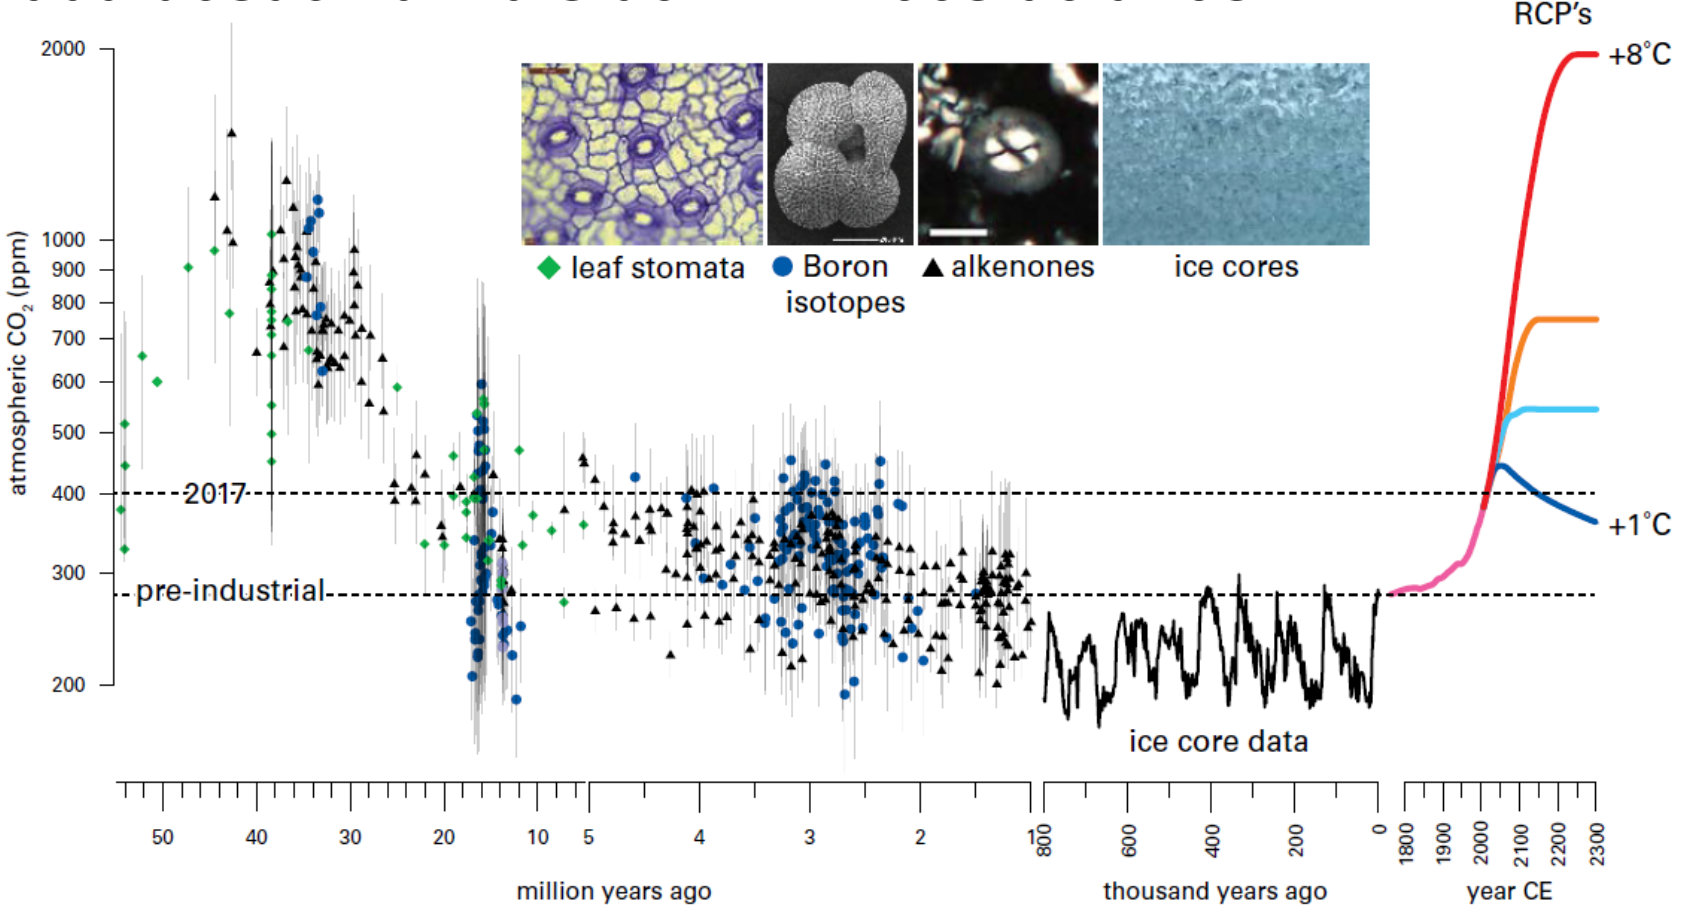 RCP's
+8°C
+1°C
2000
1000
900
800
700
600
500
400
300
200
atmospheric CO₂ (ppm)
leaf stomata
Boron
isotopes
alkenones
ice cores
2017
pre-industrial
ice core data
50 40 30 20 10 5 4 3 2 1
800 600 400 200 0
1800 1900 2000 2100 2200 2300
million years ago
thousand years ago
year CE